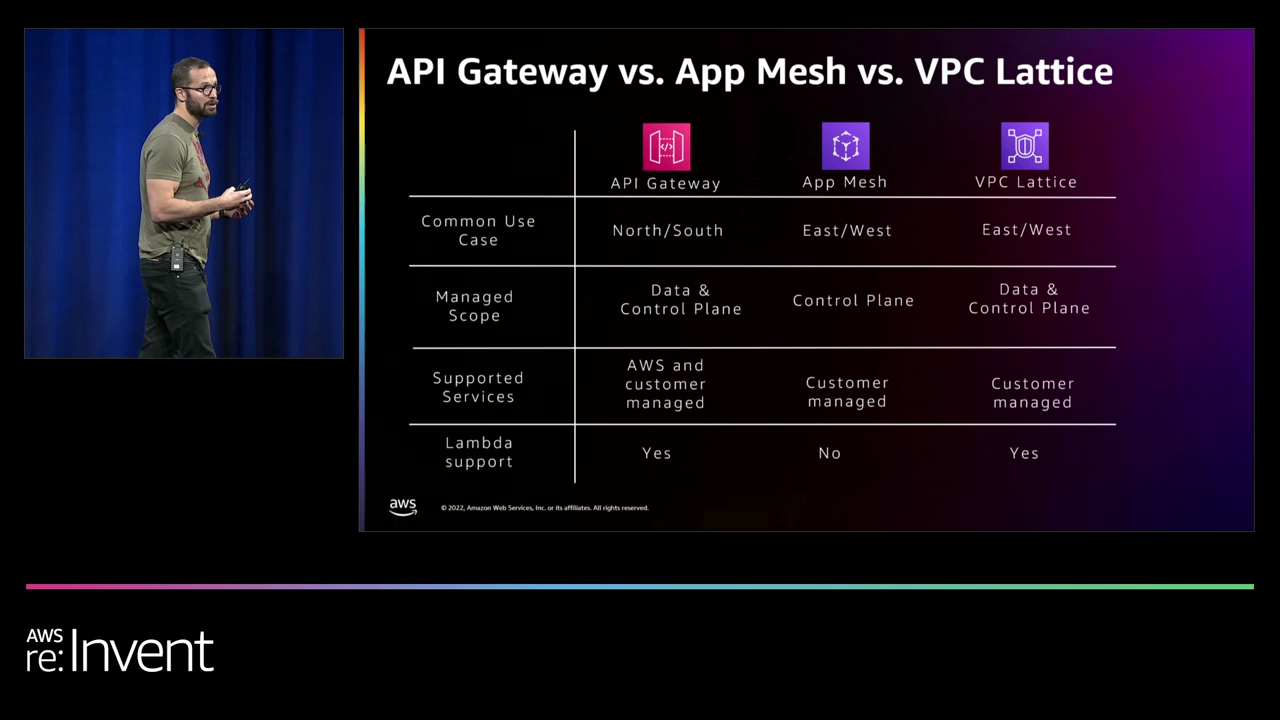 API Gateway vs. App Mesh vs. VPC Lattice
API Gateway
App Mesh
VPC Lattice
Common Use
Case
North/South
East/West
East/West
Managed
Scope
Data &
Control Plane
Control Plane
Data &
Control Plane
Supported
Services
AWS and
customer
managed
Customer
managed
Customer
managed
Lambda
support
Yes
No
Yes
aws
© 2022, Amazon Web Services, Inc. or its affiliates. All rights reserved.
AWS
re:Invent